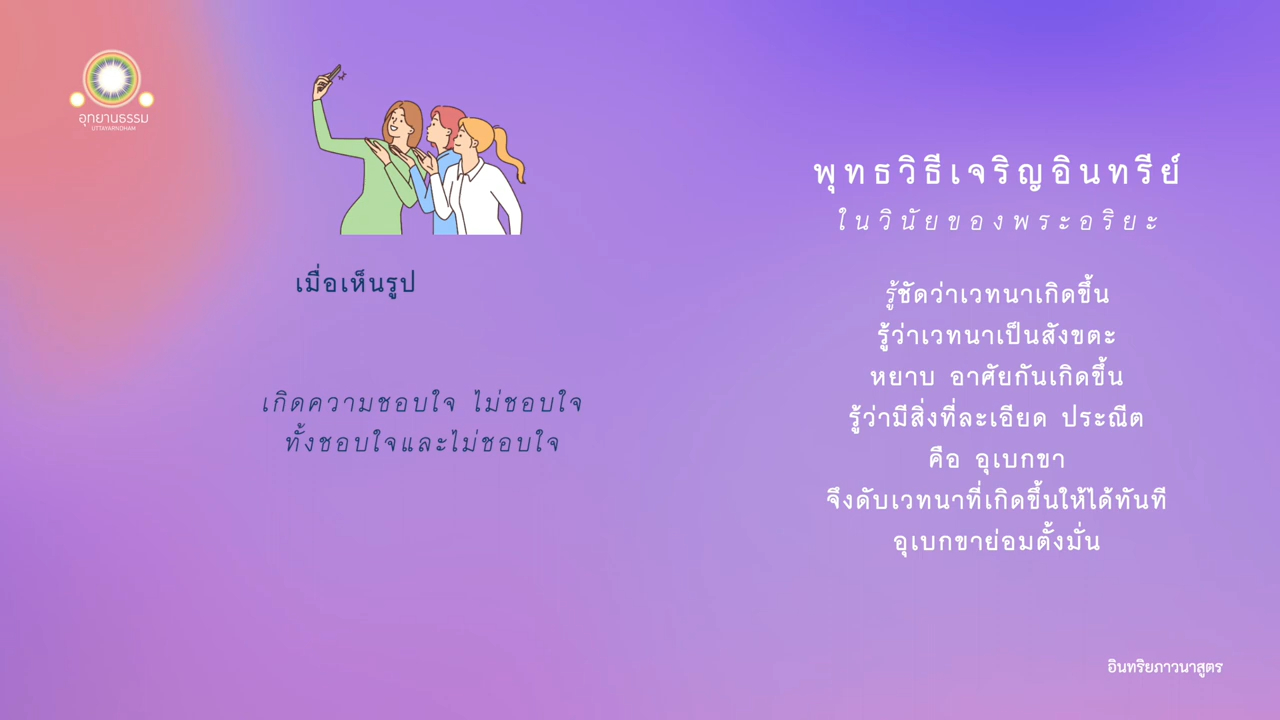 อุทยานธรรม
UTTAYARNDHAM
เมื่อเห็นรูป
เกิดความชอบใจ ไม่ชอบใจ
ทั้งชอบใจและไม่ชอบใจ
พุทธวิธีเจริญอินทรีย์
ในวินัยของพระอริยะ
รู้ชัดว่าเวทนาเกิดขึ้น
รู้ว่าเวทนาเป็นสังขตะ
หยาบ อาศัยกันเกิดขึ้น
รู้ว่ามีสิ่งที่ละเอียด ประณีต
คือ อุเบกขา
จึงดับเวทนาที่เกิดขึ้นให้ได้ทันที
อุเบกขาย่อมตั้งมั่น
อินทริยภาวนาสูตร